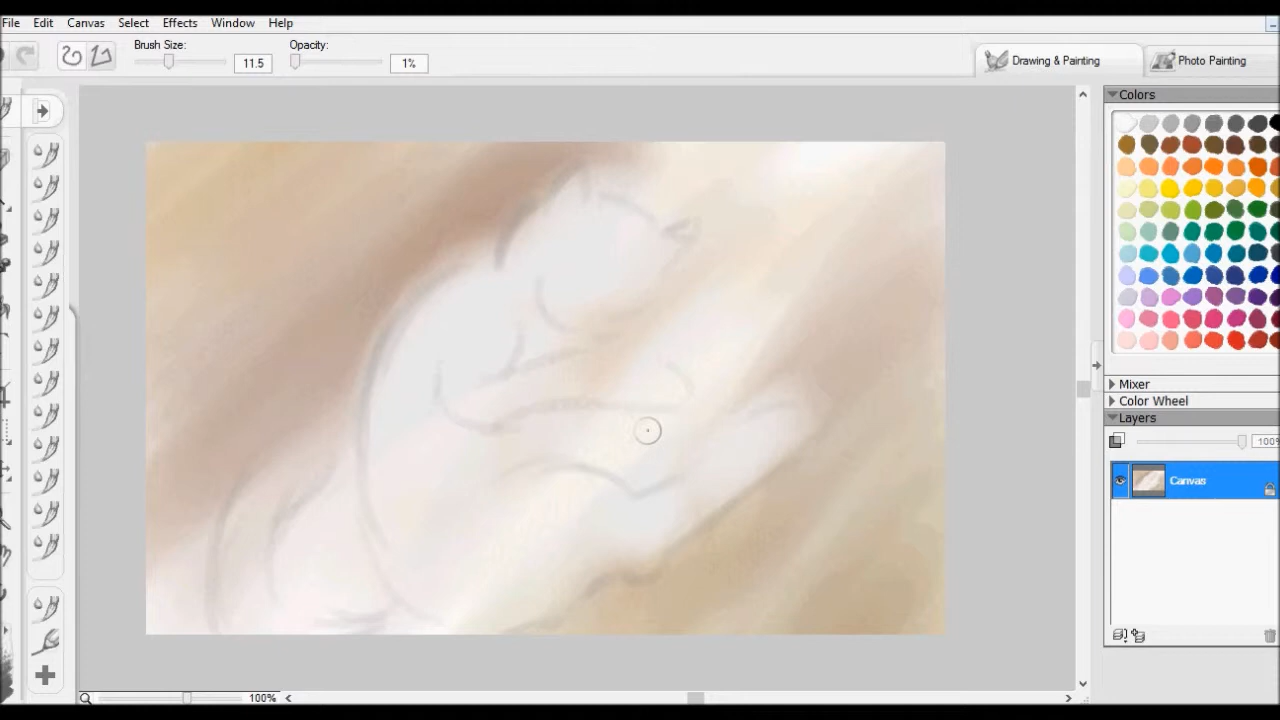 File Edit Canvas Select Effects Window Help
Brush Size: 11.5 Opacity: 1%
Drawing & Painting Photo Painting
Colors
Mixer
Color Wheel
Layers
100%
Canvas
100%